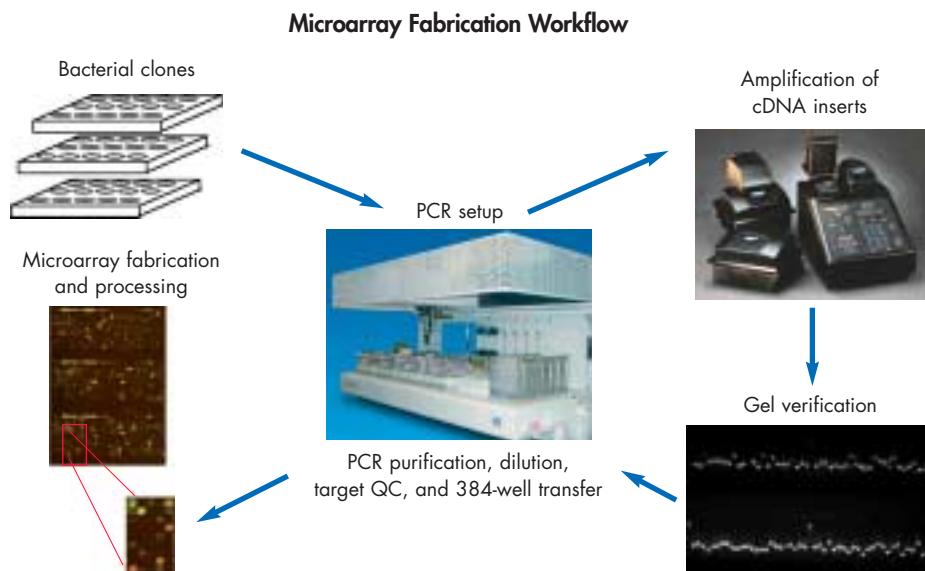 Microarray Fabrication Workflow
Bacterial clones
Amplification of
cDNA inserts
PCR setup
Microarray fabrication
and processing
Gel verification
PCR purification, dilution,
target QC, and 384-well transfer